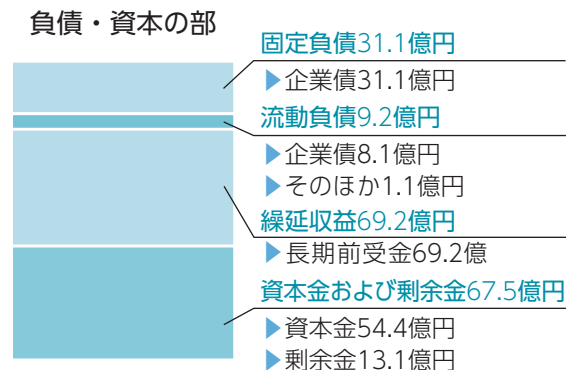 負債・資本の部
固定負債31.1億円
▶企業債31.1億円
流動負債9.2億円
▶企業債8.1億円
▶そのほか1.1億円
繰延収益69.2億円
▶長期前受金69.2億
資本金および剰余金67.5億円
▶資本金54.4億円
▶剰余金13.1億円